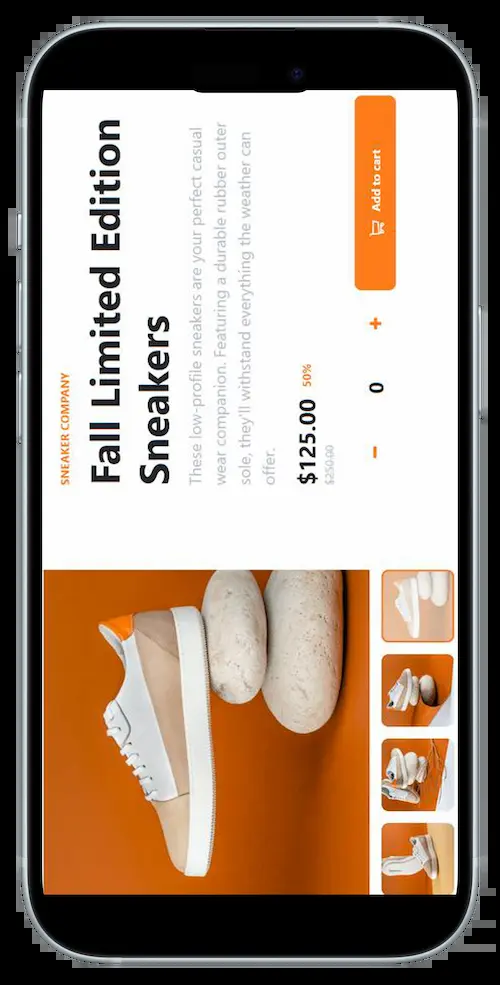 SNEAKER COMPANY
Fall Limited Edition
Sneakers
These low-profile sneakers are your perfect casual
wear companion. Featuring a durable rubber outer
sole, they'll withstand everything the weather can
offer.
$125.00 50%
$250.00
− 0 + Add to cart